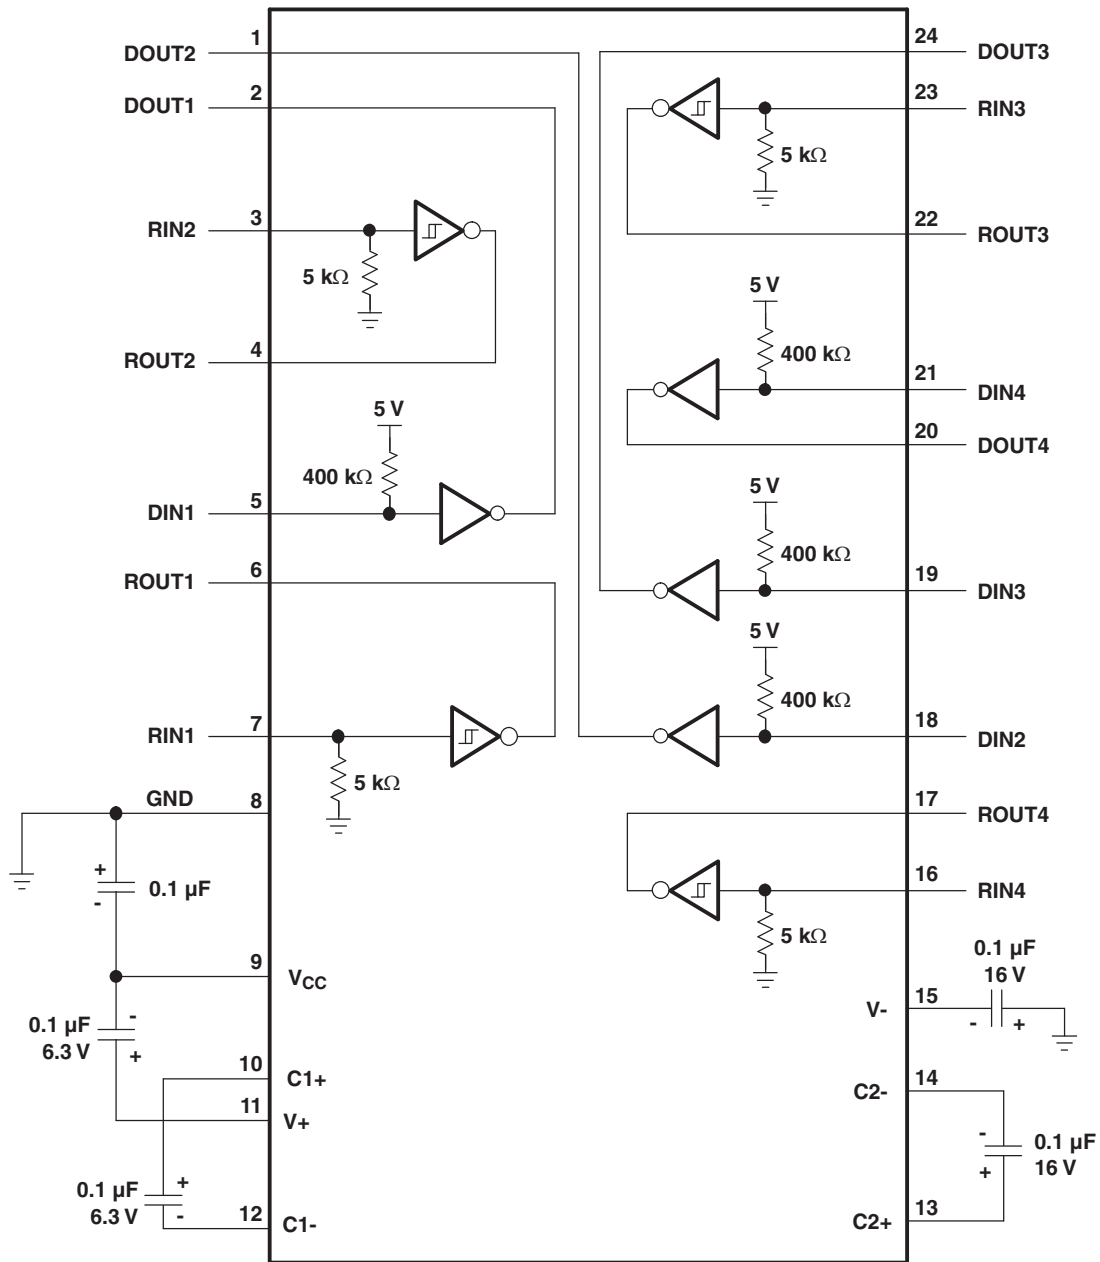 DOUT2
1
DOUT1
2
RIN2
3
5 kΩ
ROUT2
4
5 V
400 kΩ
DIN1
5
ROUT1
6
RIN1
7
5 kΩ
GND
8
+
-
0.1 µF
9
VCC
0.1 µF
6.3 V
-
+
10
C1+
11
V+
0.1 µF
6.3 V
+
-
12
C1-
24
DOUT3
23
RIN3
5 kΩ
22
ROUT3
5 V
400 kΩ
21
DIN4
20
DOUT4
5 V
400 kΩ
19
DIN3
5 V
400 kΩ
18
DIN2
17
ROUT4
16
RIN4
5 kΩ
0.1 µF
16 V
V-
15
-
+
C2-
14
-
+
0.1 µF
16 V
C2+
13